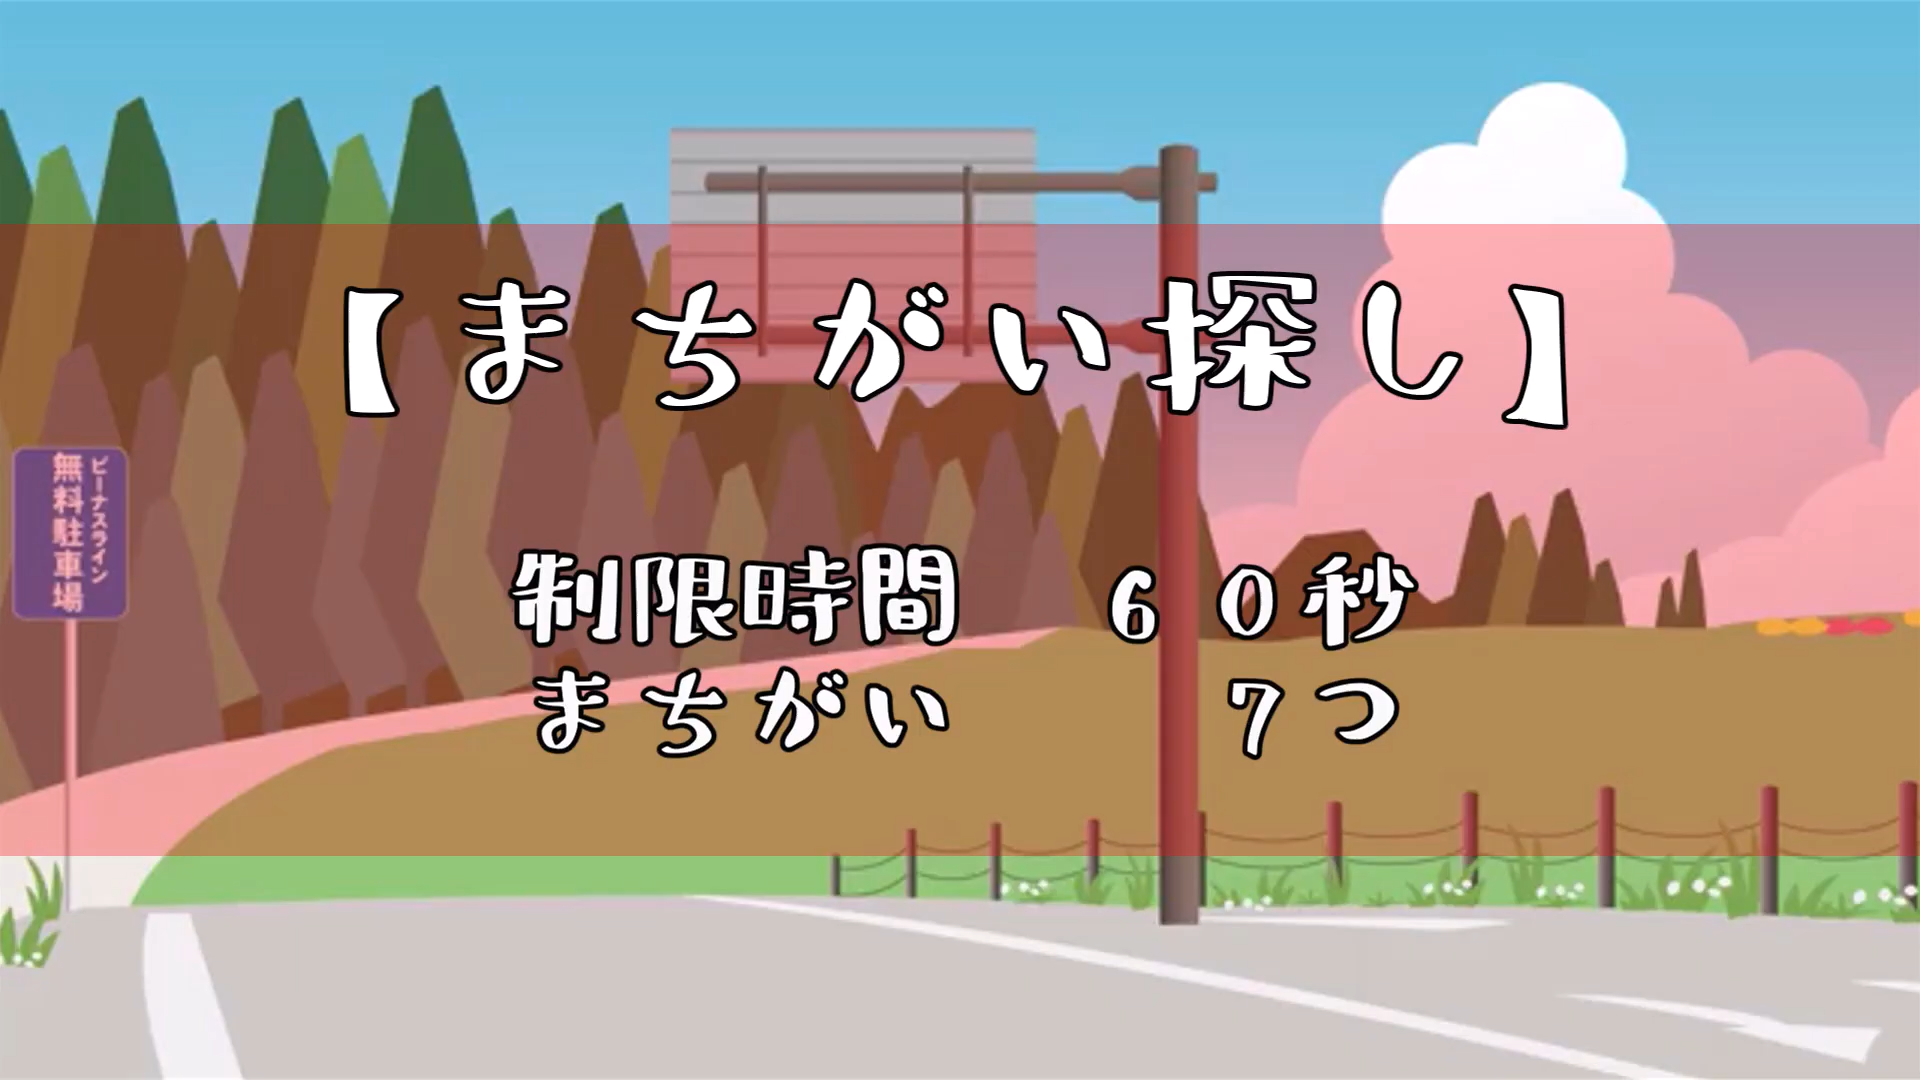 【まちがい探し】
制限時間　６０秒
まちがい　７つ
ビーナスライン
無料駐車場